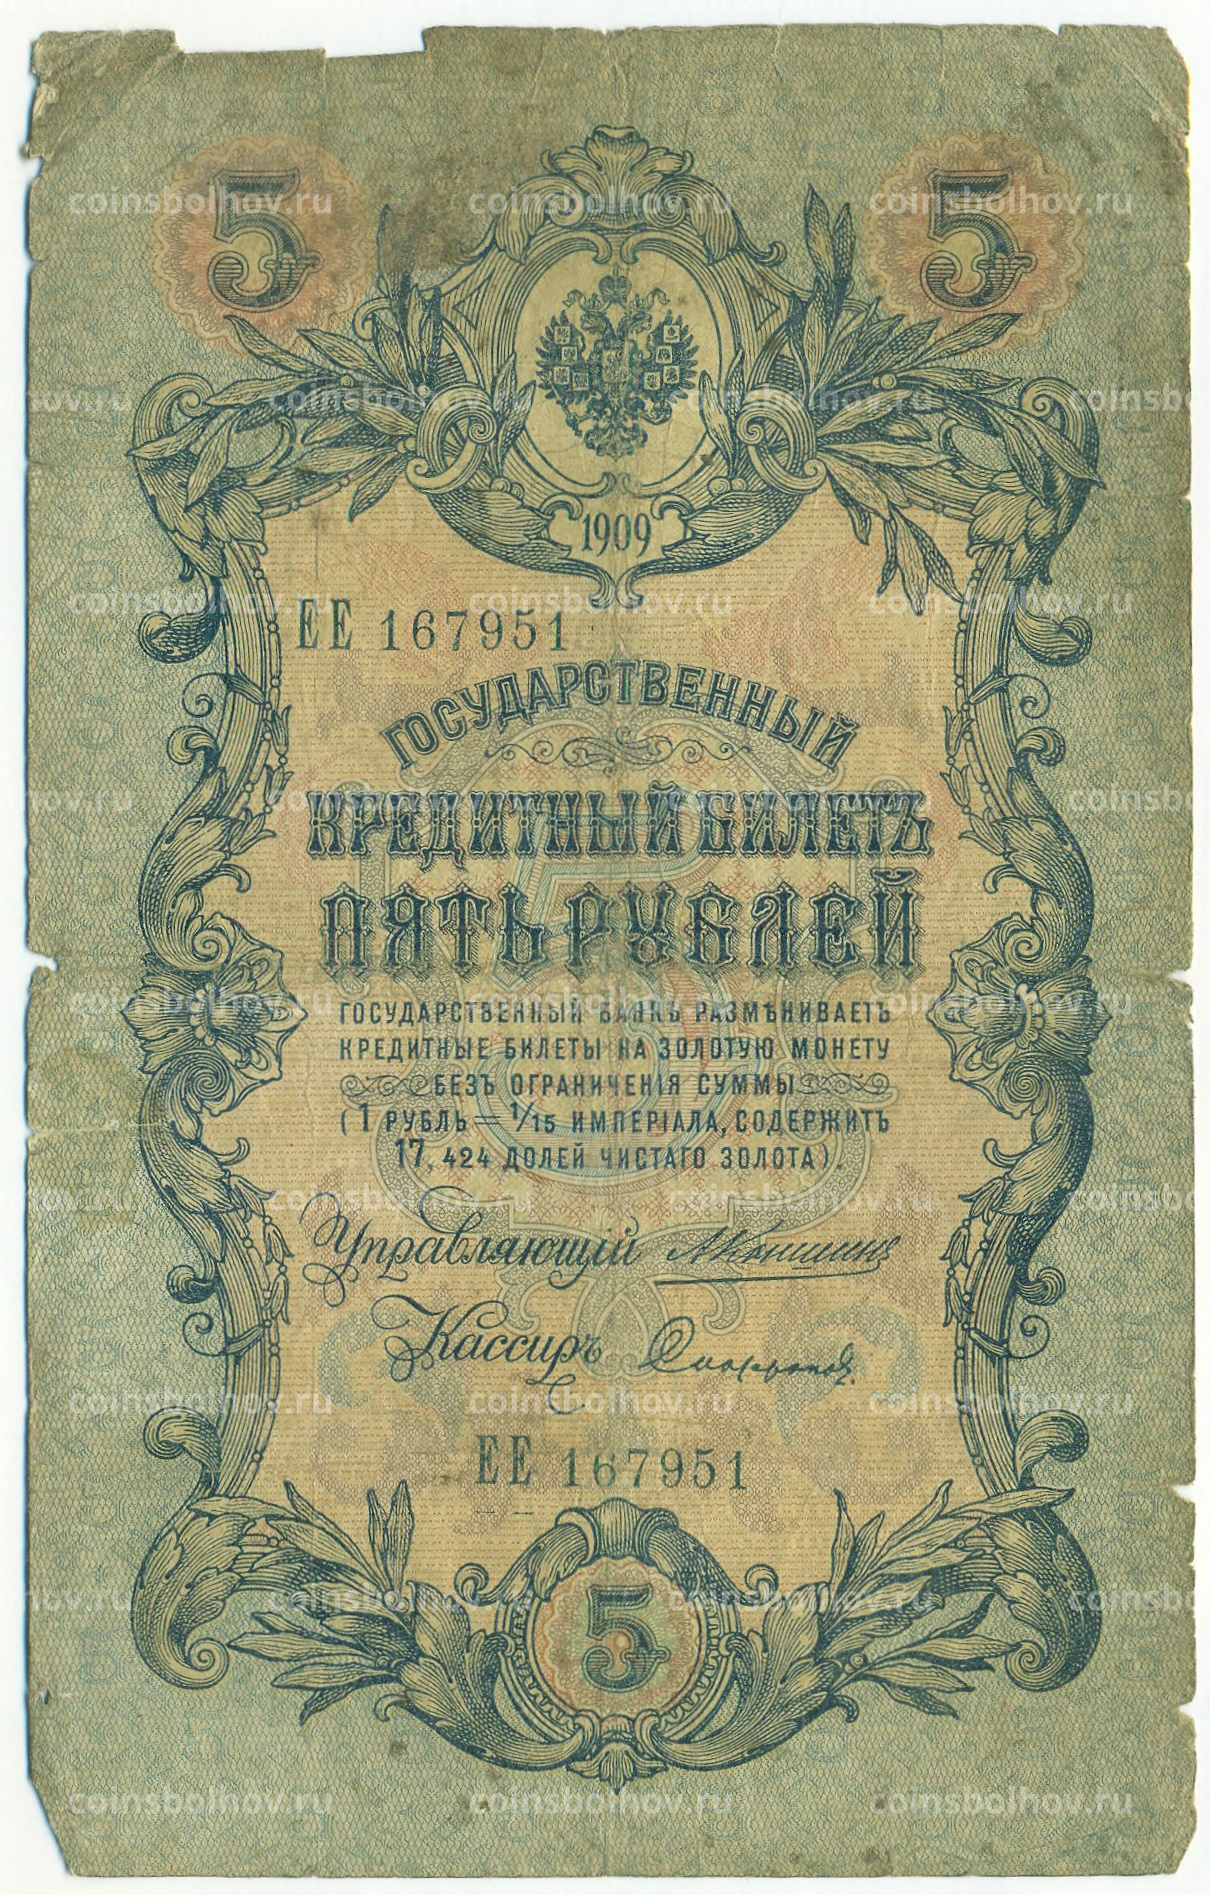 5 5
1909
ЕЕ 167951
ГОСУДАРСТВЕННЫЙ
КРЕДИТНЫЙ БИЛЕТЪ
ПЯТЬ РУБЛЕЙ
ГОСУДАРСТВЕННЫЙ БАНКЪ РАЗМѢНИВАЕТЪ
КРЕДИТНЫЕ БИЛЕТЫ НА ЗОЛОТУЮ МОНЕТУ
БЕЗЪ ОГРАНИЧЕНІЯ СУММЫ
(1 РУБЛЬ = 1/15 ИМПЕРІАЛА, СОДЕРЖИТЪ
17,424 ДОЛЕЙ ЧИСТАГО ЗОЛОТА).
Управляющій АКоншинъ
Кассиръ
ЕЕ 167951
5
coinsbolhov.ru